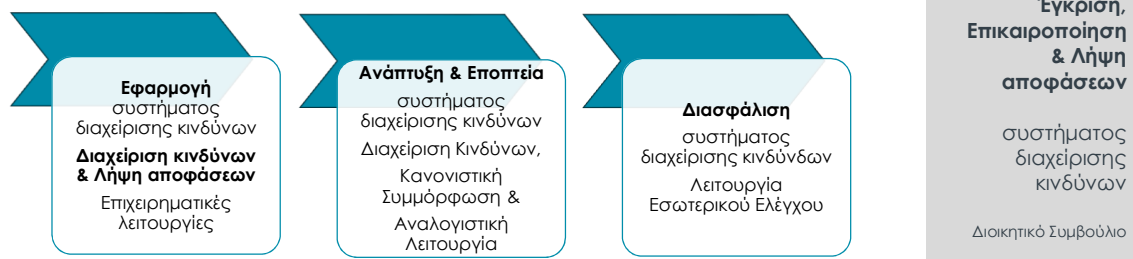 Εφαρμογή
συστήματος
διαχείρισης κινδύνων
Διαχείριση κινδύνων
& Λήψη αποφάσεων
Επιχειρηματικές
λειτουργίες
Ανάπτυξη & Εποπτεία
συστήματος
διαχείρισης κινδύνων
Διαχείριση Κινδύνων,
Κανονιστική
Συμμόρφωση &
Αναλογιστική
Λειτουργία
Διασφάλιση
συστήματος
διαχείρισης κινδύνδων
Λειτουργία
Εσωτερικού Ελέγχου
Έγκριση,
Επικαιροποίηση
& Λήψη
αποφάσεων
συστήματος
διαχείρισης
κινδύνων
Διοικητικό Συμβούλιο